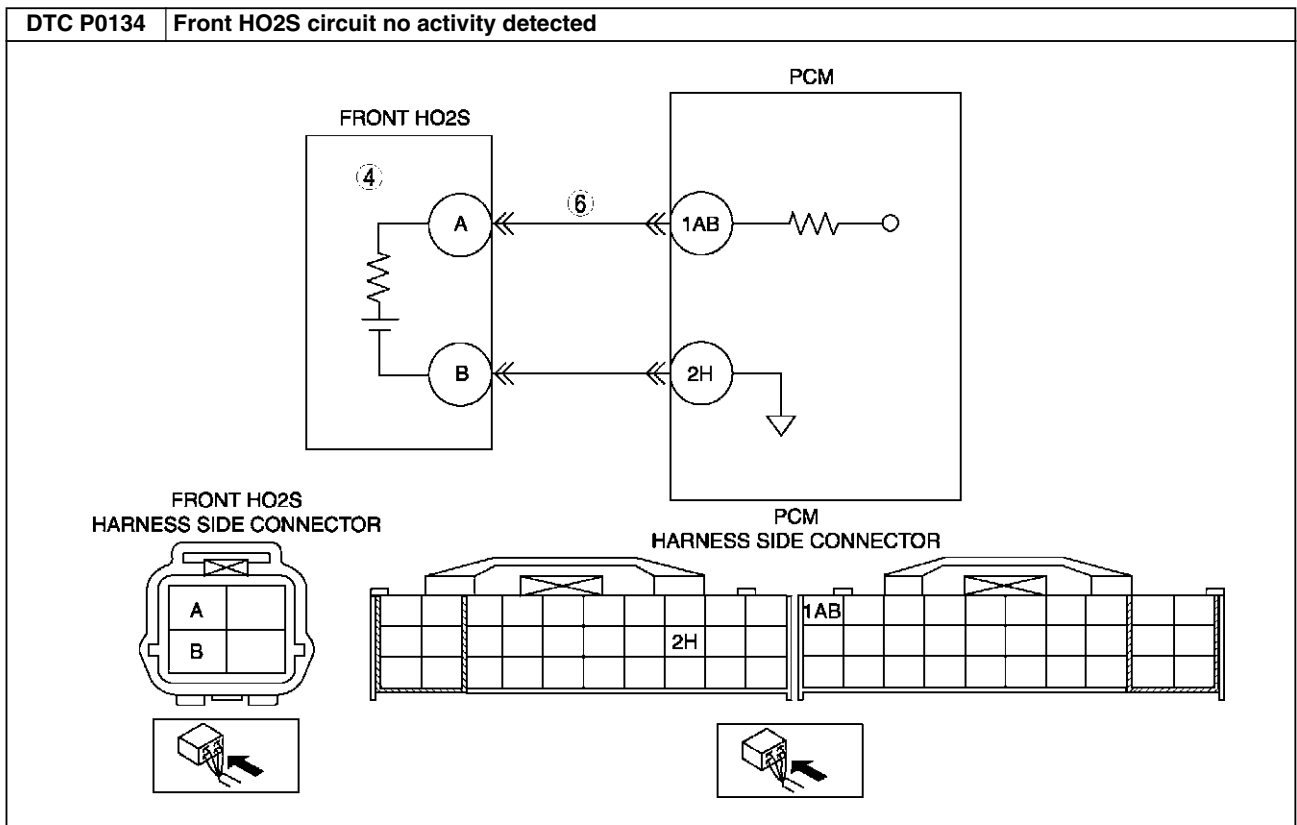 DTC P0134 Front HO2S circuit no activity detected
PCM
FRONT HO2S
4
A
6
1AB
B
2H
FRONT HO2S
HARNESS SIDE CONNECTOR
PCM
HARNESS SIDE CONNECTOR
A
B
2H
1AB